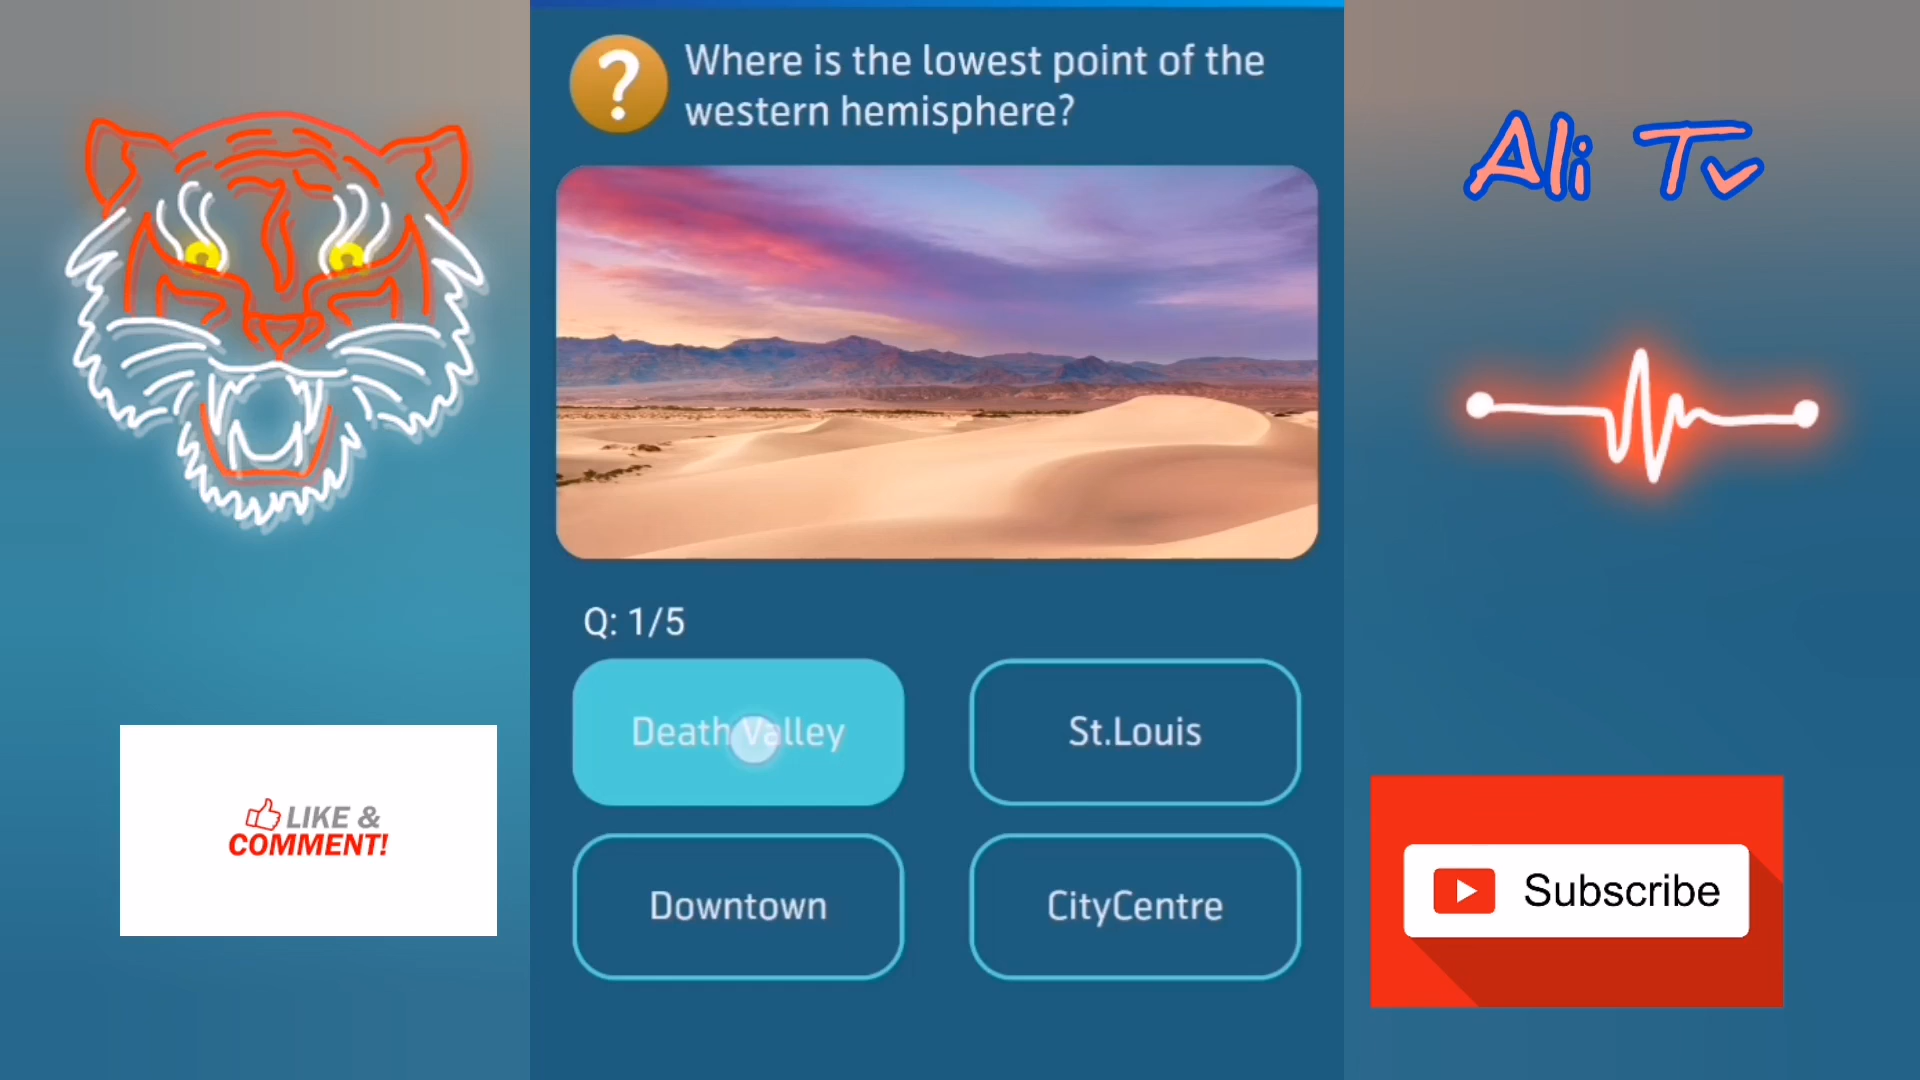 ?
Where is the lowest point of the
western hemisphere?
Ali Tv
Q: 1/5
Death Valley
St.Louis
Downtown
CityCentre
LIKE &
COMMENT!
Subscribe